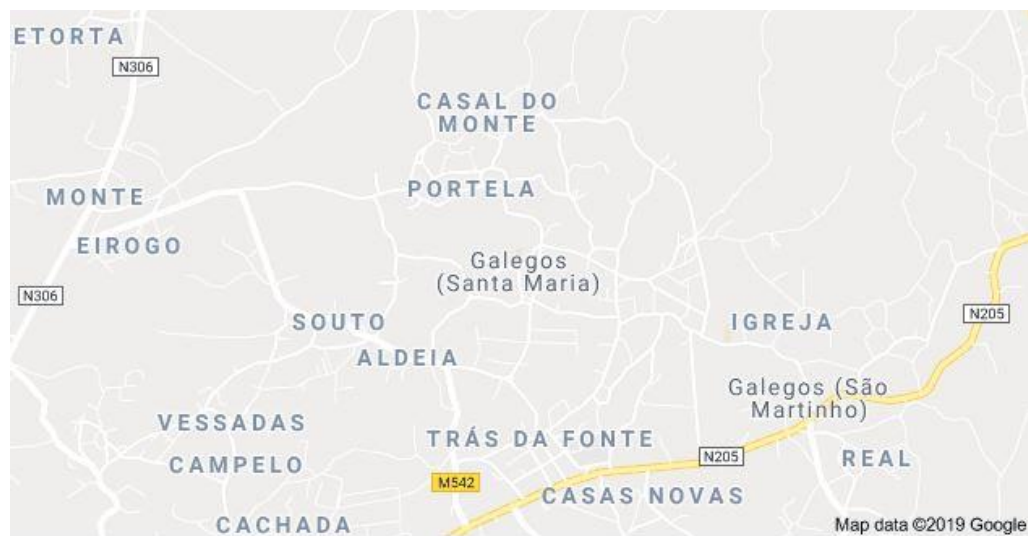 ETORTA
N306
CASAL DO
MONTE
MONTE
PORTELA
EIROGO
Galegos
(Santa Maria)
N306
N205
SOUTO
IGREJA
ALDEIA
Galegos (São
Martinho)
VESSADAS
TRÁS DA FONTE
CAMPELO
N205
REAL
M542
CASAS NOVAS
CACHADA
Map data ©2019 Google